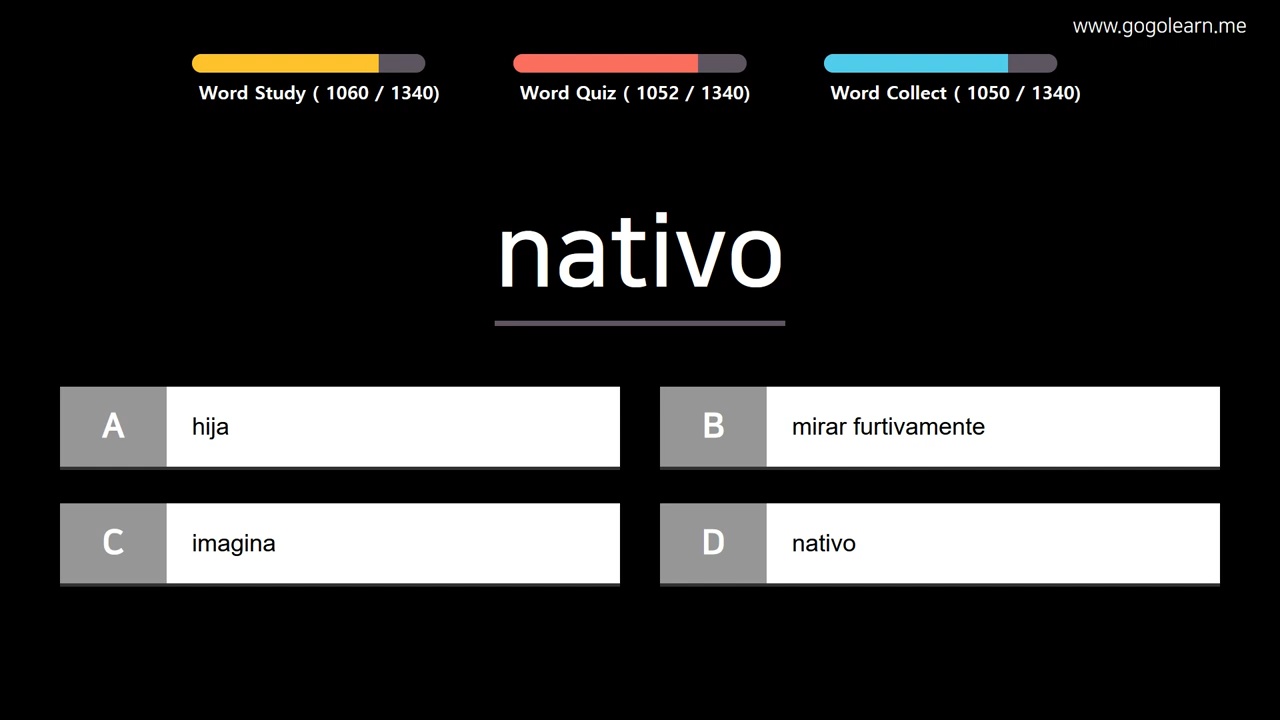 www.gogolearn.me
Word Study ( 1060 / 1340)
Word Quiz ( 1052 / 1340)
Word Collect ( 1050 / 1340)
nativo
A hija
B mirar furtivamente
C imagina
D nativo